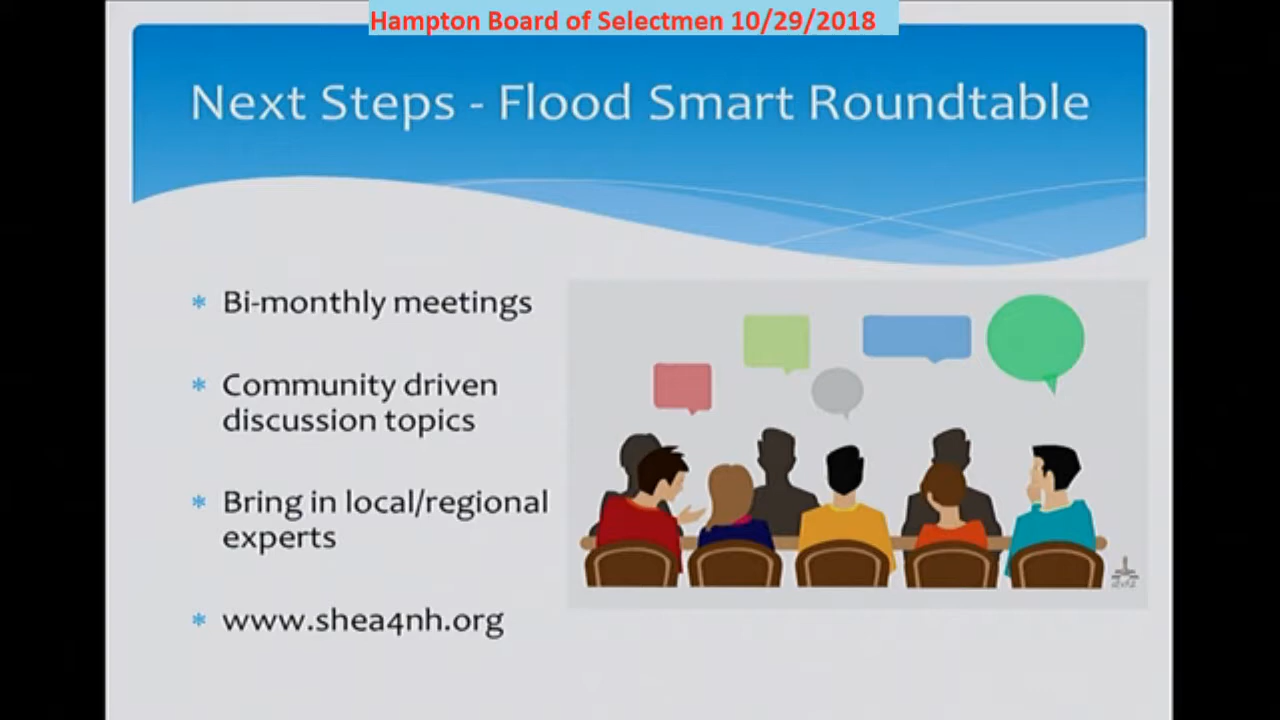 Hampton Board of Selectmen 10/29/2018
Next Steps - Flood Smart Roundtable
Bi-monthly meetings
Community driven
discussion topics
Bring in local/regional
experts
www.shea4nh.org